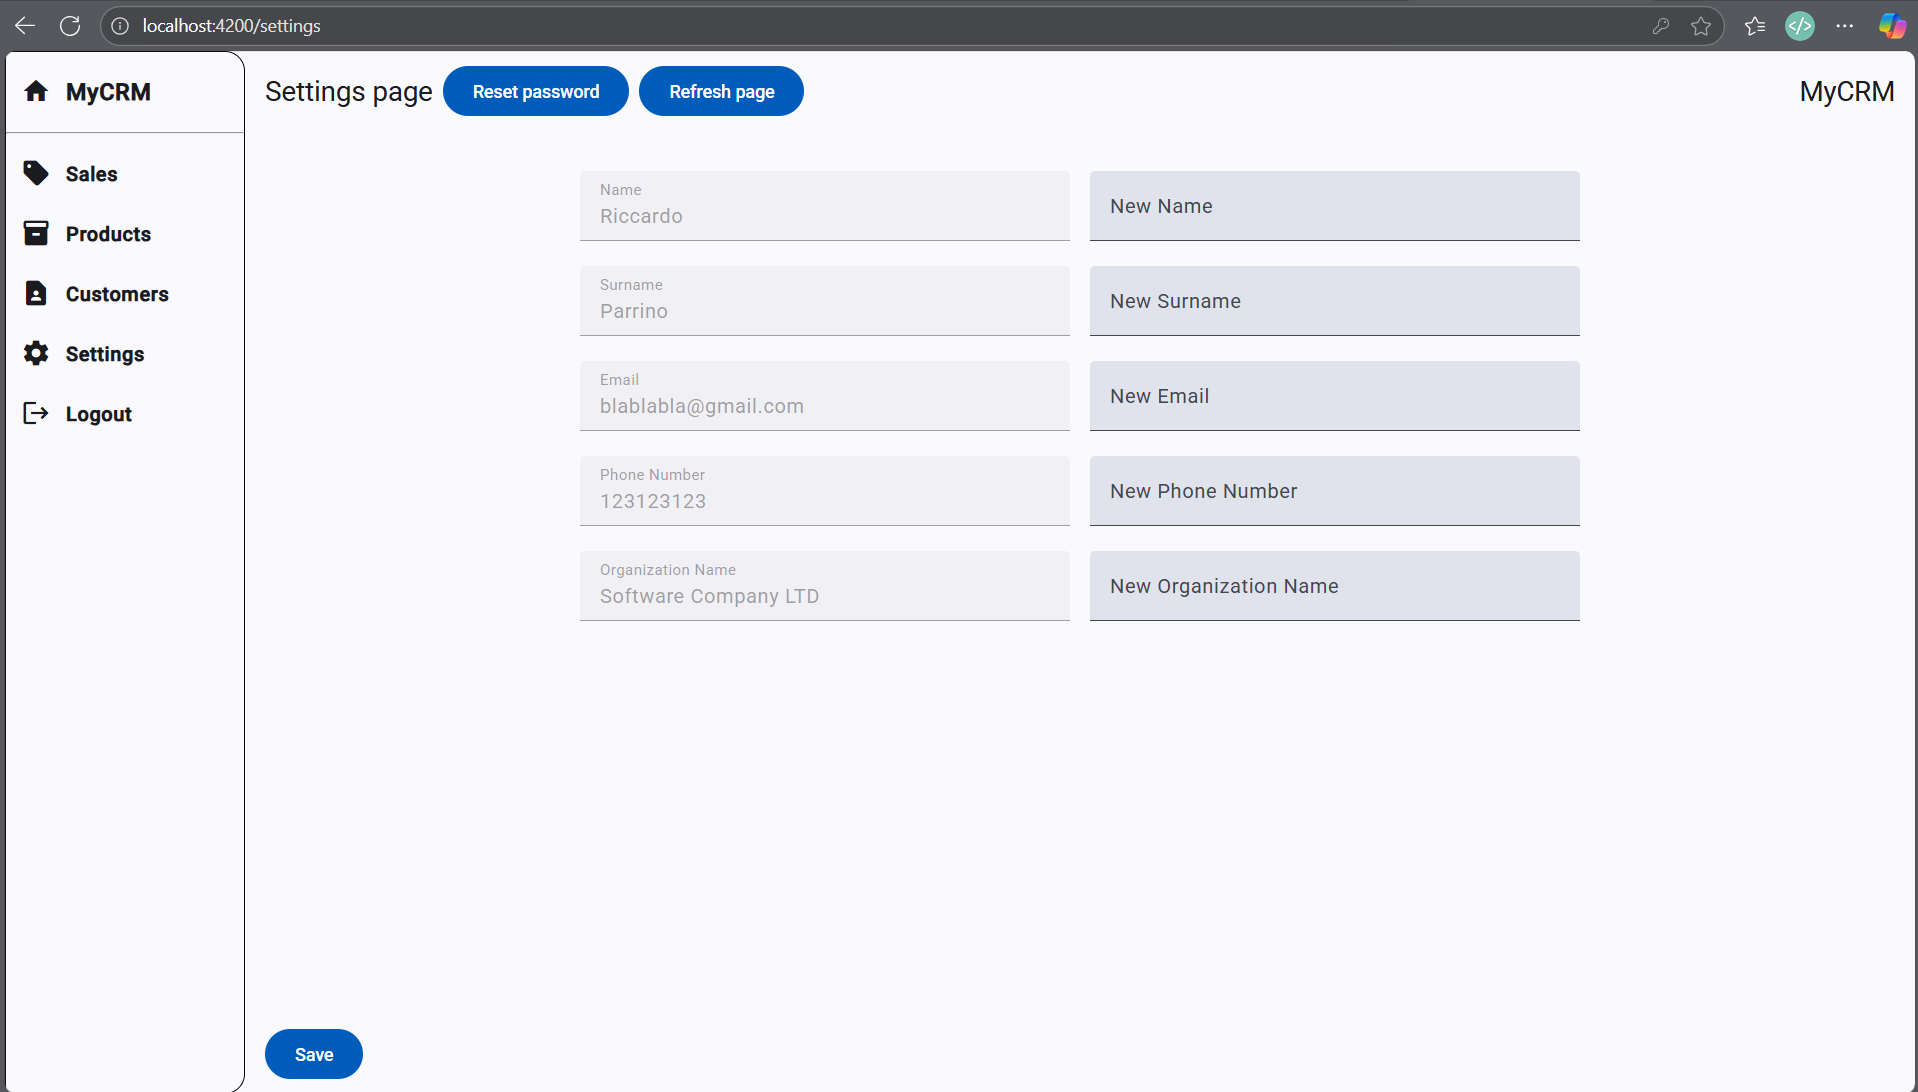 localhost:4200/settings
MyCRM
Sales
Products
Customers
Settings
Logout
Settings page
Reset password
Refresh page
MyCRM
Name
Riccardo
New Name
Surname
Parrino
New Surname
Email
blablabla@gmail.com
New Email
Phone Number
123123123
New Phone Number
Organization Name
Software Company LTD
New Organization Name
Save